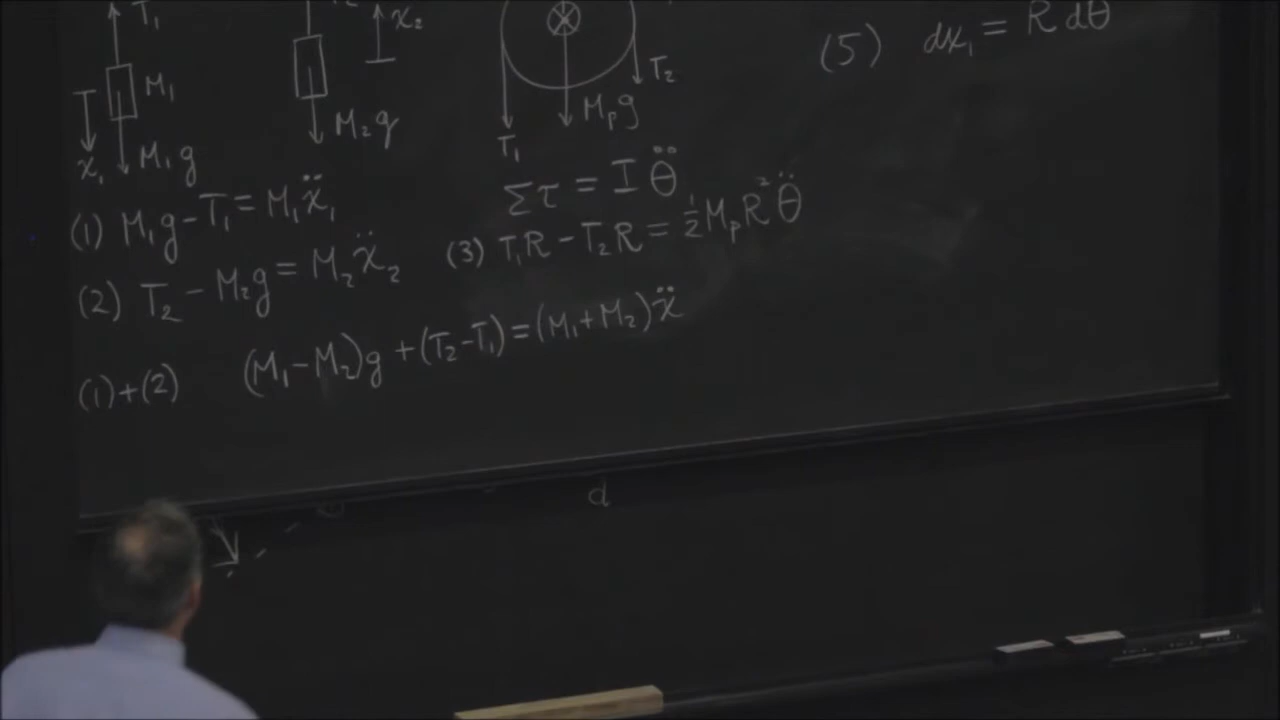 T₁
x₂
(5) dx₁ = R dθ
M₁
T₂
M₂g
Mₚg
x₁
M₁g
T₁
Στ = I θ̈
(1) M₁g - T₁ = M₁ẍ₁
(3) T₁R - T₂R = ½MₚR²θ̈
(2) T₂ - M₂g = M₂ẍ₂
(1)+(2) (M₁ - M₂)g + (T₂ - T₁) = (M₁ + M₂)ẍ
d